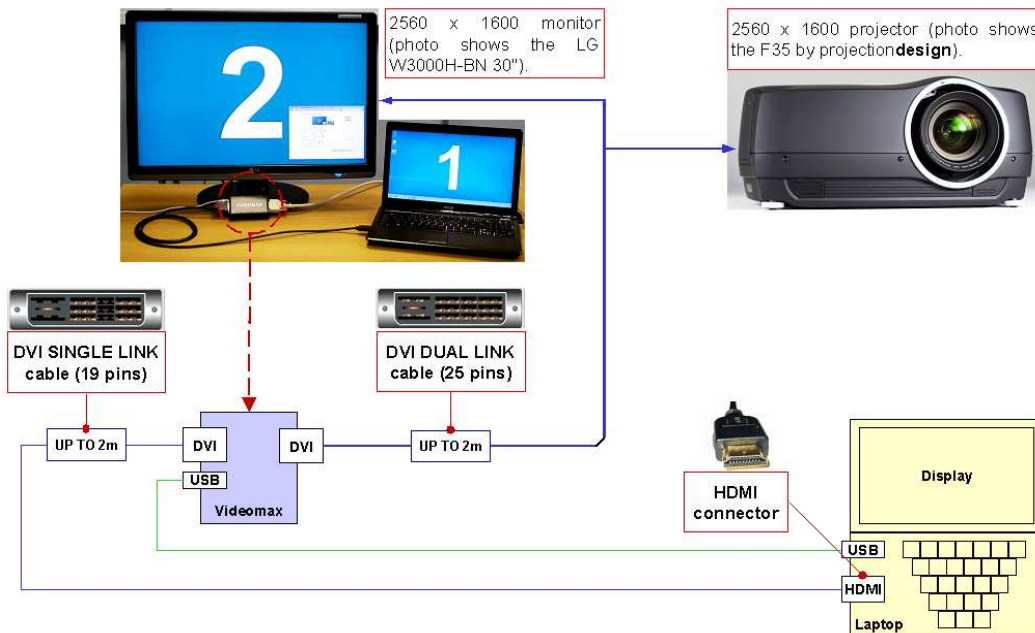 2560 x 1600 monitor
(photo shows the LG
W3000H-BN 30").
2560 x 1600 projector (photo shows
the F35 by projectiondesign).
2
1
DVI SINGLE LINK
cable (19 pins)
DVI DUAL LINK
cable (25 pins)
UP TO 2m
DVI
DVI
UP TO 2m
USB
Videomax
HDMI
connector
Display
USB
HDMI
Laptop